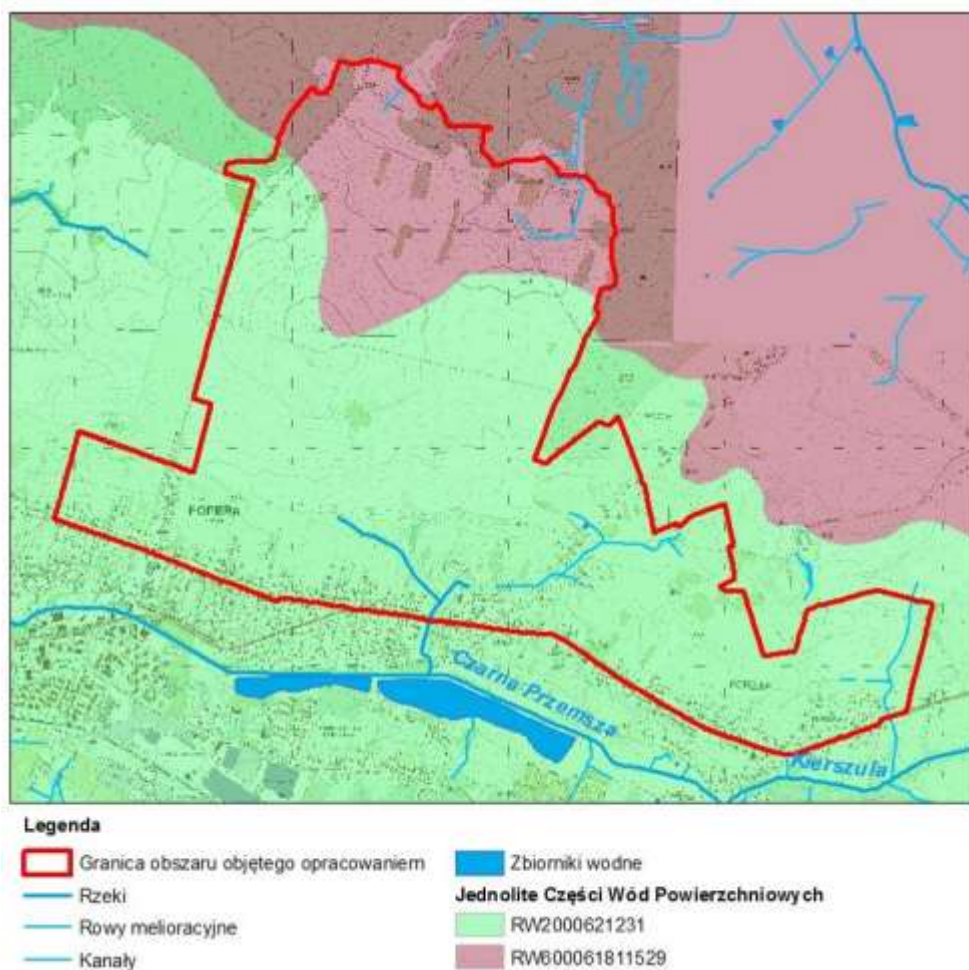 Czarna Przemsza
Kierszula
Legenda
Granica obszaru objętego opracowaniem
Rzeki
Rowy melioracyjne
Kanały
Zbiorniki wodne
Jednolite Części Wód Powierzchniowych
RW2000621231
RW600061811529